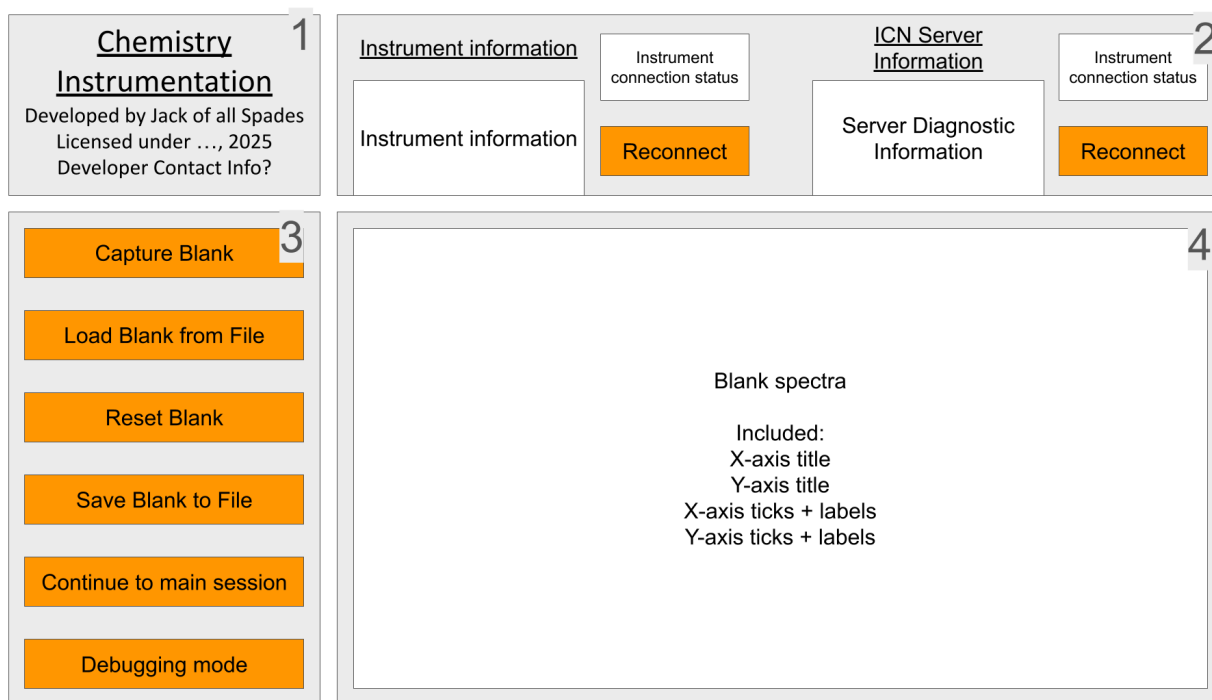 Chemistry
Instrumentation
Developed by Jack of all Spades
Licensed under …, 2025
Developer Contact Info?
1
Instrument information
Instrument information
Instrument
connection status
Reconnect
ICN Server
Information
Server Diagnostic
Information
Instrument
connection status
Reconnect
2
3
Capture Blank
Load Blank from File
Reset Blank
Save Blank to File
Continue to main session
Debugging mode
4
Blank spectra
Included:
X-axis title
Y-axis title
X-axis ticks + labels
Y-axis ticks + labels